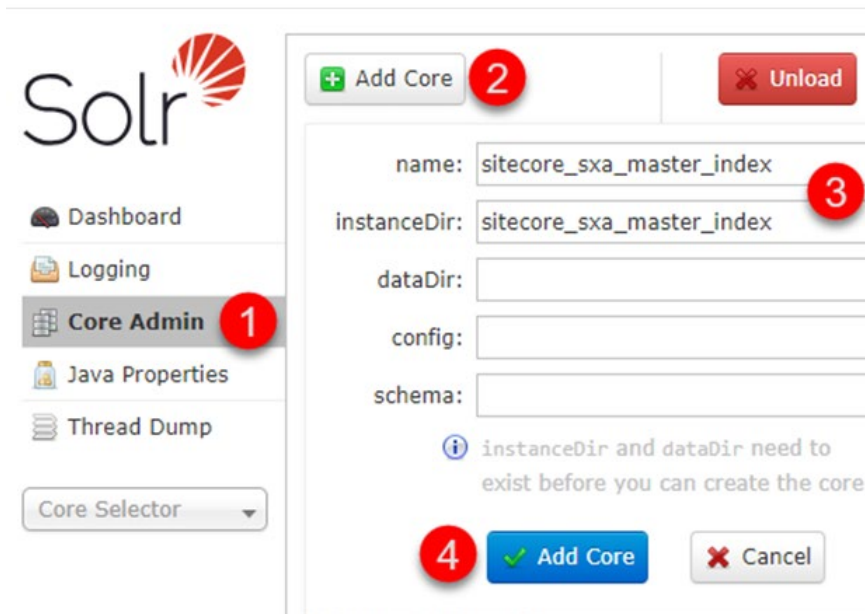 Solr
Dashboard
Logging
Core Admin 1
Java Properties
Thread Dump
Core Selector
Add Core 2
Unload
name: sitecore_sxa_master_index
3
instanceDir: sitecore_sxa_master_index
dataDir:
config:
schema:
instanceDir and dataDir need to
exist before you can create the core
4 Add Core
Cancel